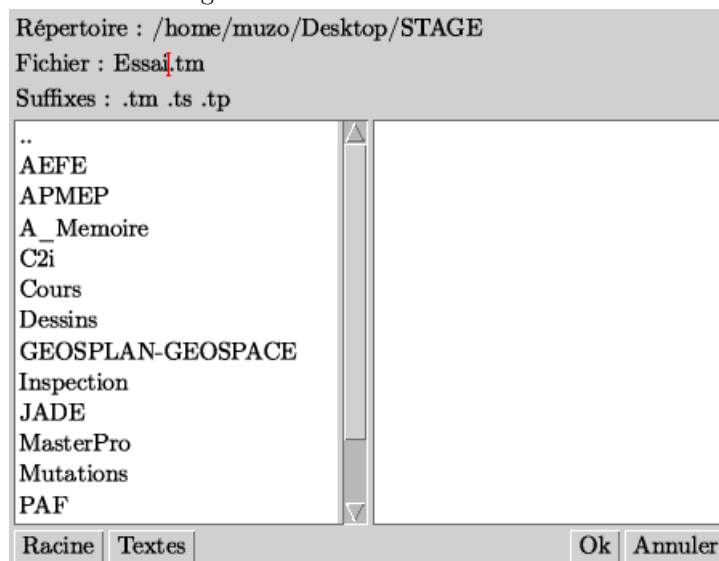 Répertoire : /home/muzo/Desktop/STAGE
Fichier : Essai.tm
Suffixes : .tm .ts .tp
..
AEFE
APMEP
A_Memoire
C2i
Cours
Dessins
GEOSPLAN-GEOSPACE
Inspection
JADE
MasterPro
Mutations
PAF
Racine Textes Ok Annuler